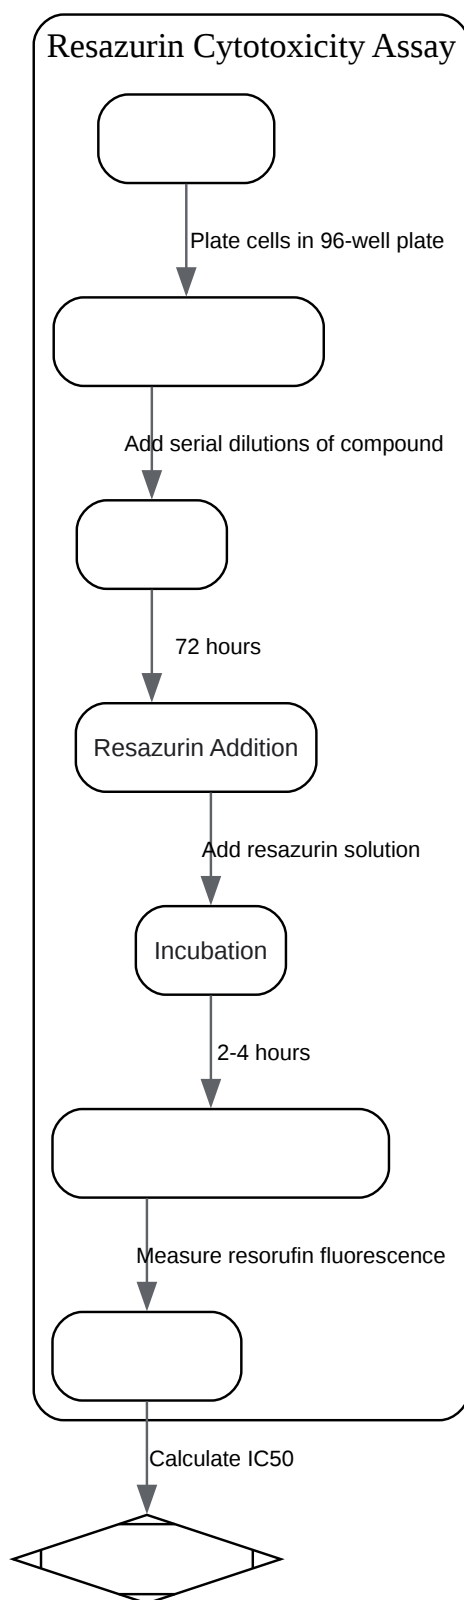 Resazurin Cytotoxicity Assay
Plate cells in 96-well plate
Add serial dilutions of compound
72 hours
Resazurin Addition
Add resazurin solution
Incubation
2-4 hours
Measure resorufin fluorescence
Calculate IC50